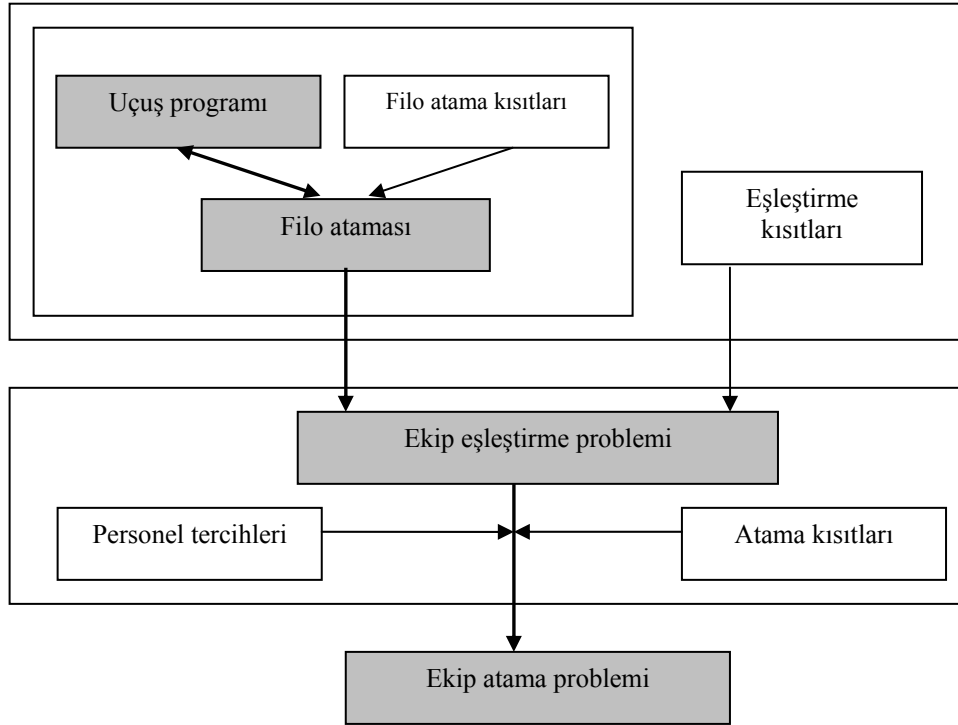 Uçuş programı
Filo atama kısıtları
Filo ataması
Eşleştirme
kısıtları
Ekip eşleştirme problemi
Personel tercihleri
Atama kısıtları
Ekip atama problemi